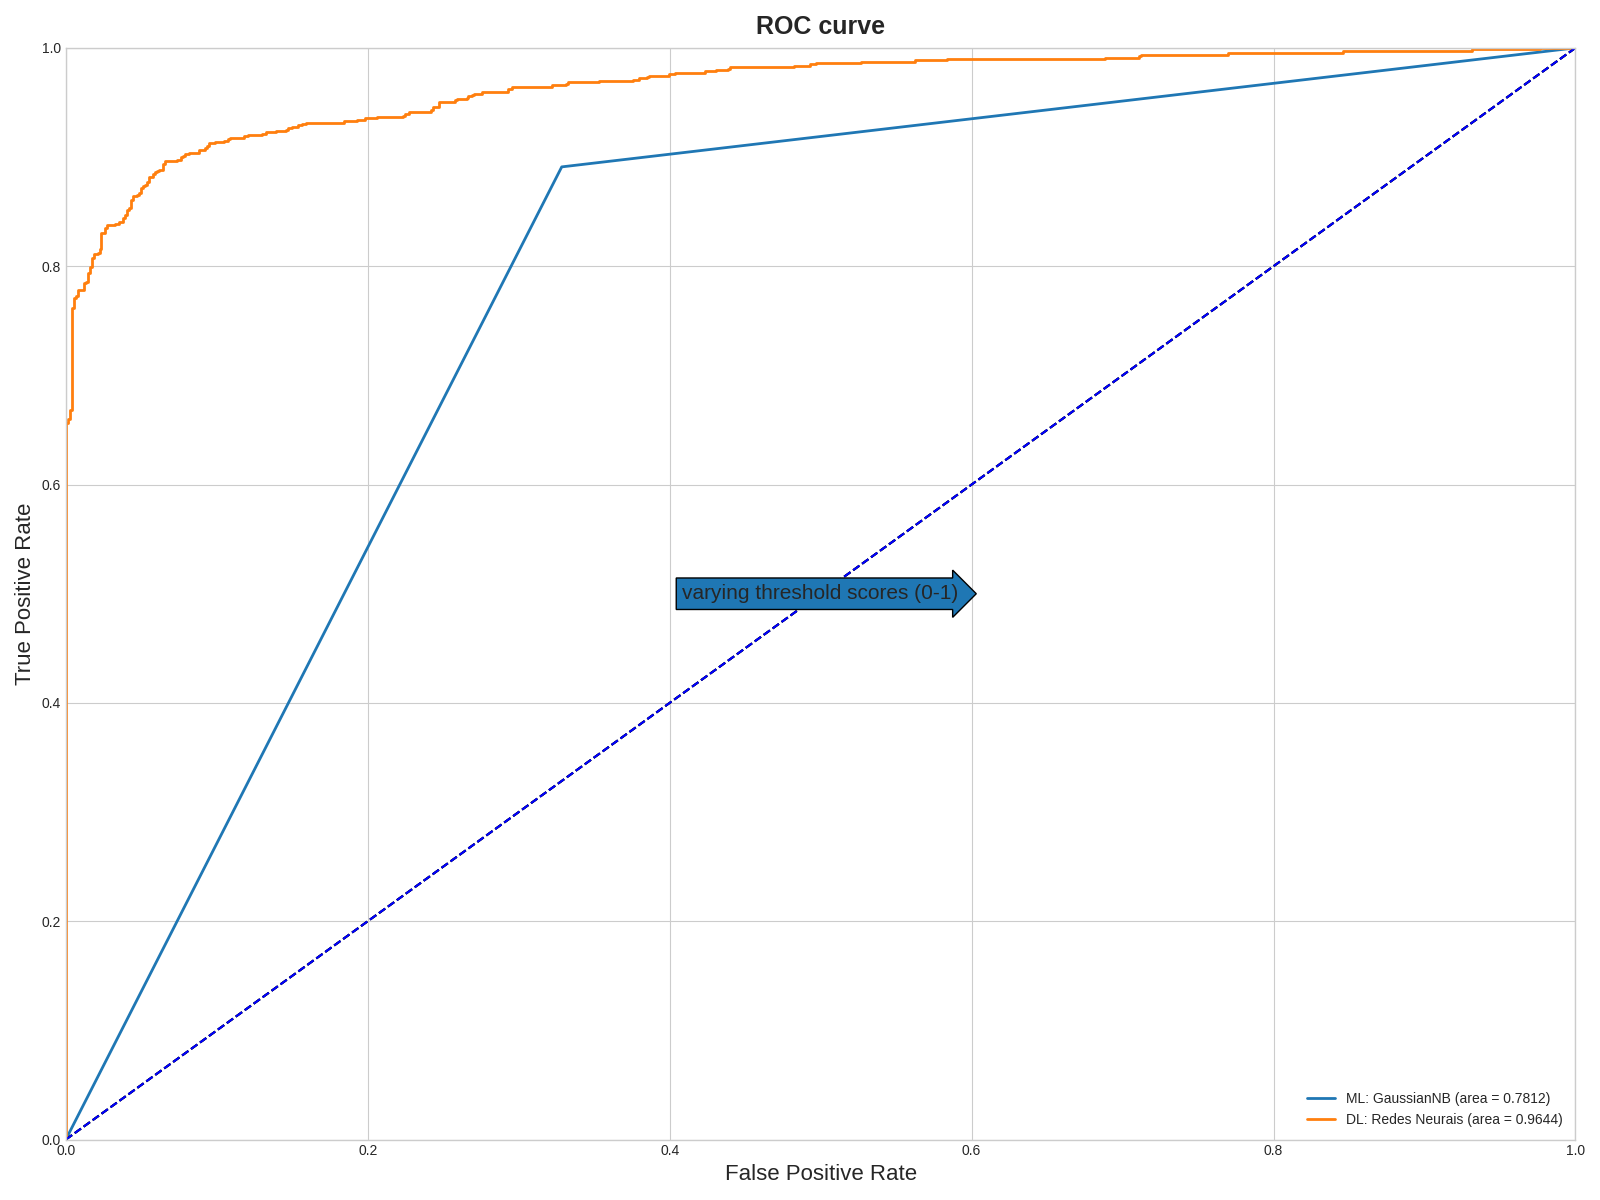 ROC curve
1.0
0.8
0.6
0.4
0.2
0.0
True Positive Rate
varying threshold scores (0-1)
ML: GaussianNB (area = 0.7812)
DL: Redes Neurais (area = 0.9644)
0.0 0.2 0.4 0.6 0.8 1.0
False Positive Rate